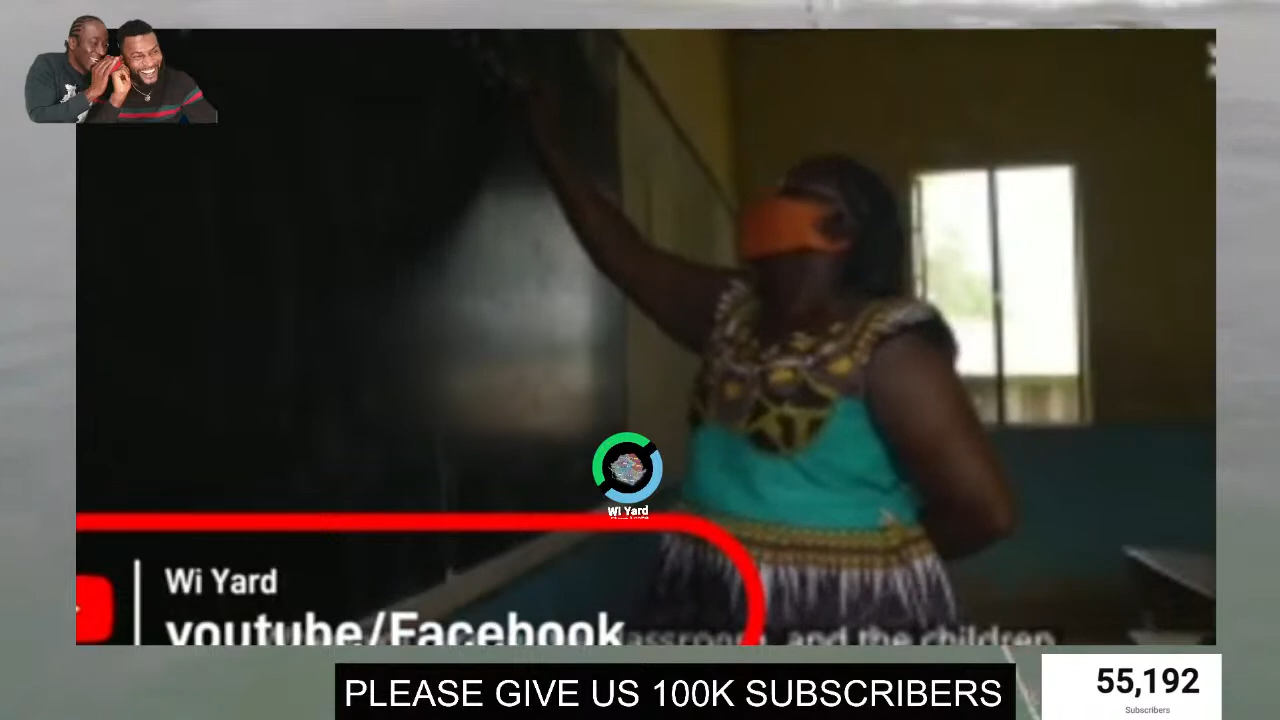 Wi Yard
Wi Yard
youtube/Facebook
and the children
PLEASE GIVE US 100K SUBSCRIBERS
55,192
Subscribers